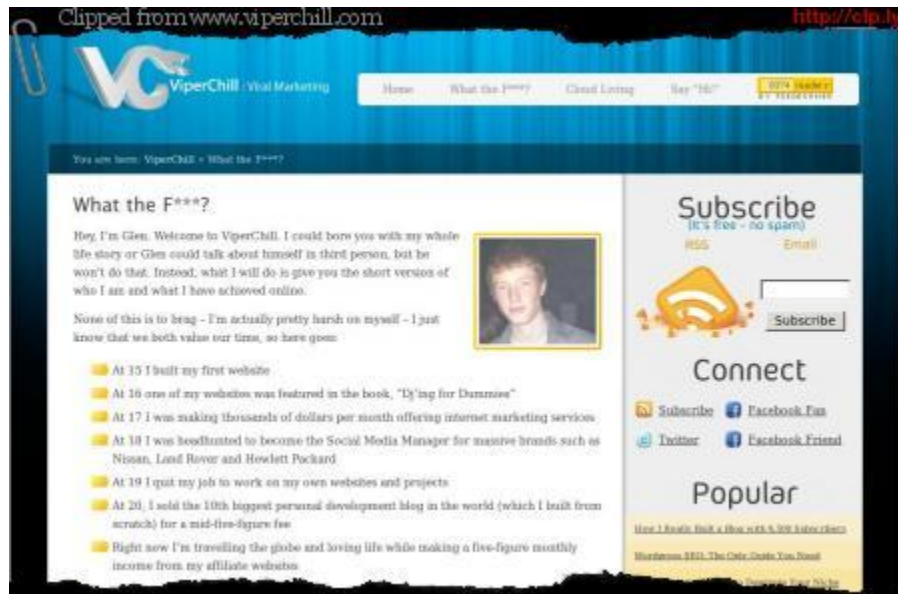 Clipped from www.viperchill.com
http://clp.ly
VC
ViperChill : Viral Marketing
Home
What the F***?
Cloud Living
Say "Hi!"
You are here: ViperChill » What the F***?
What the F***?
Hey, I'm Glen. Welcome to ViperChill. I could bore you with my whole
life story or Glen could talk about himself in third person, but he
won't do that. Instead, what I will do is give you the short version of
who I am and what I have achieved online.
None of this is to brag – I'm actually pretty harsh on myself – I just
know that we both value our time, so here goes:
At 15 I built my first website
At 16 one of my websites was featured in the book, "Dj'ing for Dummies"
At 17 I was making thousands of dollars per month offering internet marketing services
At 18 I was headhunted to become the Social Media Manager for massive brands such as
Nissan, Land Rover and Hewlett Packard
At 19 I quit my job to work on my own websites and projects
At 20, I sold the 10th biggest personal development blog in the world (which I built from
scratch) for a mid-five-figure fee
Right now I'm travelling the globe and loving life while making a five-figure monthly
income from my affiliate websites
Subscribe
(It's free - no spam)
RSS
Email
Subscribe
Connect
Subscribe
Facebook Fan
Twitter
Facebook Friend
Popular
How I Really Built a Blog with Subscribers
Wordpress SEO: The Only Guide You Need
Dominate Your Niche